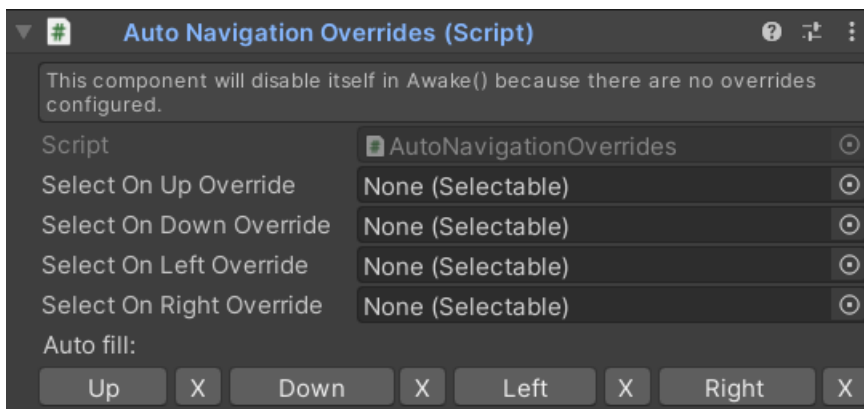 # Auto Navigation Overrides (Script)
This component will disable itself in Awake() because there are no overrides
configured.
Script # AutoNavigationOverrides
Select On Up Override None (Selectable)
Select On Down Override None (Selectable)
Select On Left Override None (Selectable)
Select On Right Override None (Selectable)
Auto fill:
Up X Down X Left X Right X